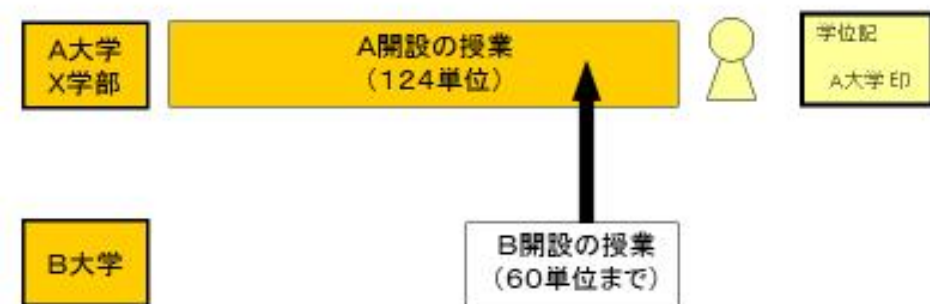 A大学
X学部
A開設の授業
(124単位)
学位記
A大学 印
B大学
B開設の授業
(60単位まで)